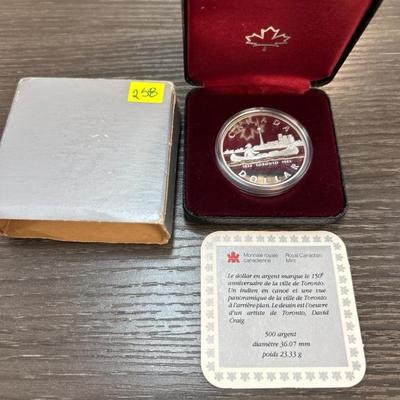 25B
CANADA
1834 TORONTO 1984
DOLLAR
Monnaie royale
canadienne
Royal Canadian
Mint
Le dollar en argent marque le 150e
anniversaire de la ville de Toronto.
Un Indien en canoë et une vue
panoramique de la ville de Toronto
à l'arrière-plan. Le dessin est l'oeuvre
d'un artiste de Toronto, David
Craig.
500 argent
diamètre 36.07 mm
poids 23.33 g